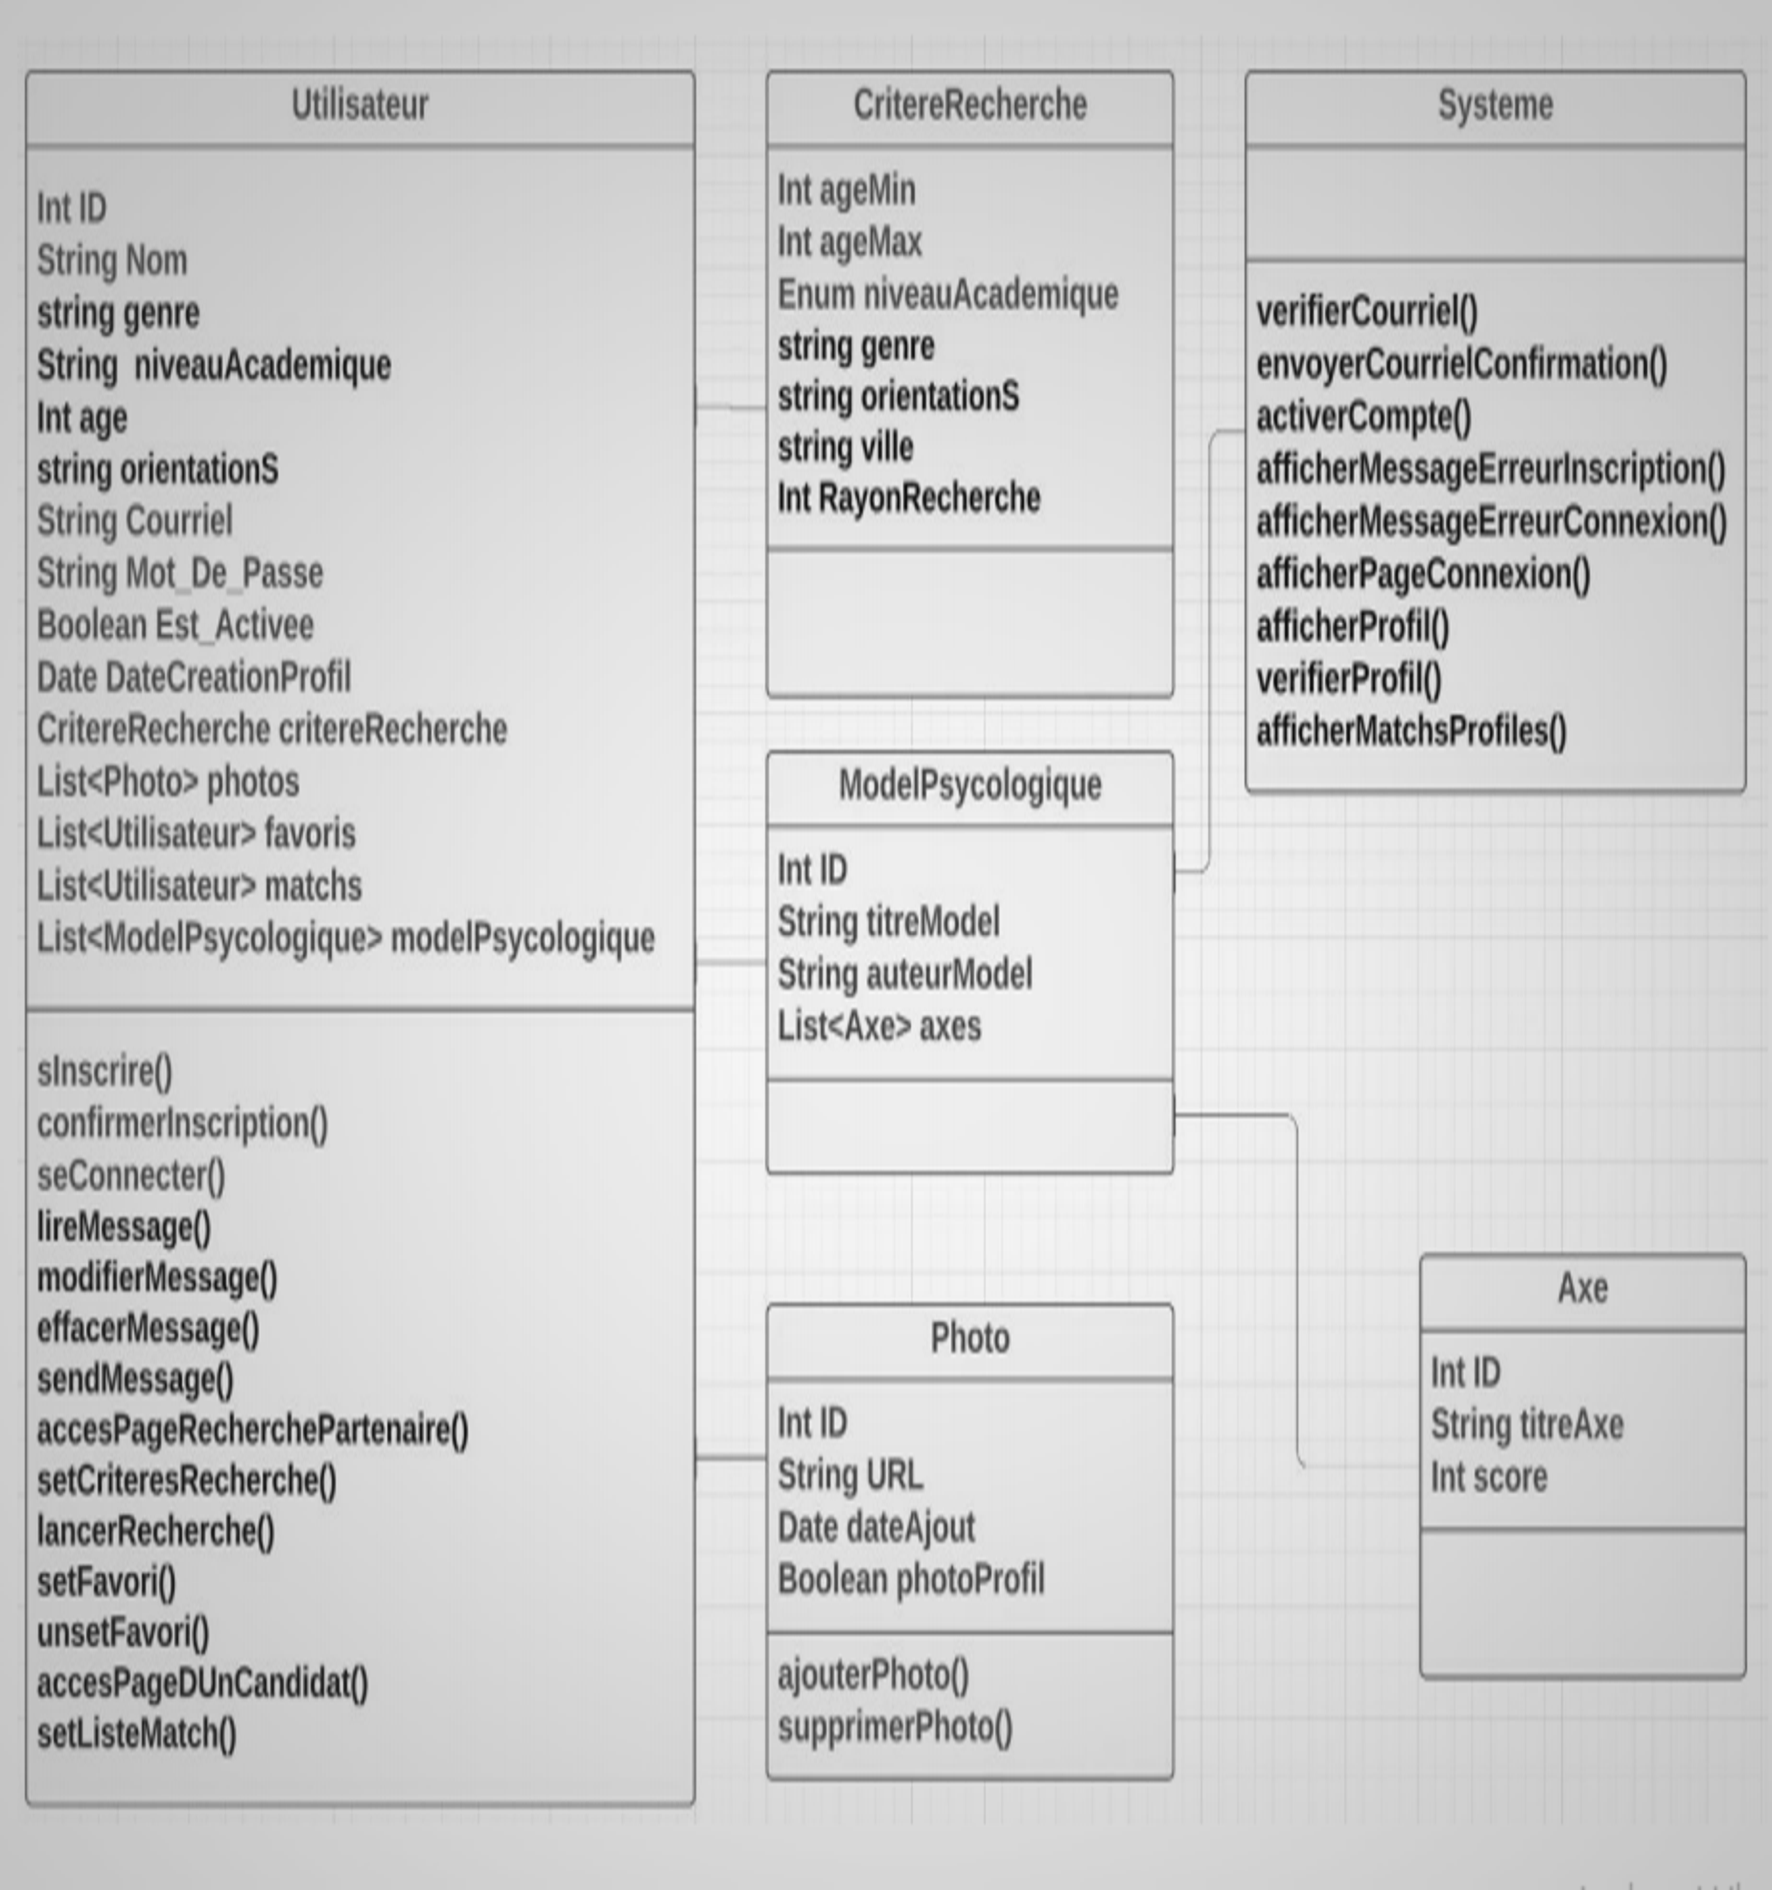 Utilisateur
Int ID
String Nom
string genre
String  niveauAcademique
Int age
string orientationS
String Courriel
String Mot_De_Passe
Boolean Est_Activee
Date DateCreationProfil
CritereRecherche critereRecherche
List<Photo> photos
List<Utilisateur> favoris
List<Utilisateur> matchs
List<ModelPsycologique> modelPsycologique
sInscrire()
confirmerInscription()
seConnecter()
lireMessage()
modifierMessage()
effacerMessage()
sendMessage()
accesPageRecherchePartenaire()
setCriteresRecherche()
lancerRecherche()
setFavori()
unsetFavori()
accesPageDUnCandidat()
setListeMatch()
CritereRecherche
Int ageMin
Int ageMax
Enum niveauAcademique
string genre
string orientationS
string ville
Int RayonRecherche
ModelPsycologique
Int ID
String titreModel
String auteurModel
List<Axe> axes
Photo
Int ID
String URL
Date dateAjout
Boolean photoProfil
ajouterPhoto()
supprimerPhoto()
Systeme
verifierCourriel()
envoyerCourrielConfirmation()
activerCompte()
afficherMessageErreurInscription()
afficherMessageErreurConnexion()
afficherPageConnexion()
afficherProfil()
verifierProfil()
afficherMatchsProfiles()
Axe
Int ID
String titreAxe
Int score